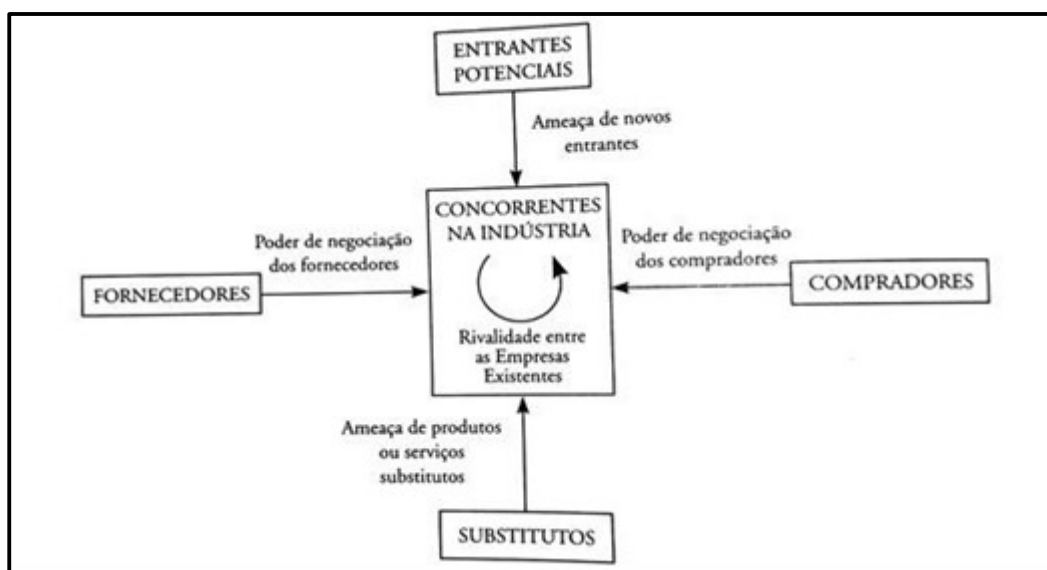 ENTRANTES
POTENCIAIS
Ameaça de novos
entrantes
CONCORRENTES
NA INDÚSTRIA
Poder de negociação
dos fornecedores
Poder de negociação
dos compradores
FORNECEDORES
COMPRADORES
Rivalidade entre
as Empresas
Existentes
Ameaça de produtos
ou serviços
substitutos
SUBSTITUTOS